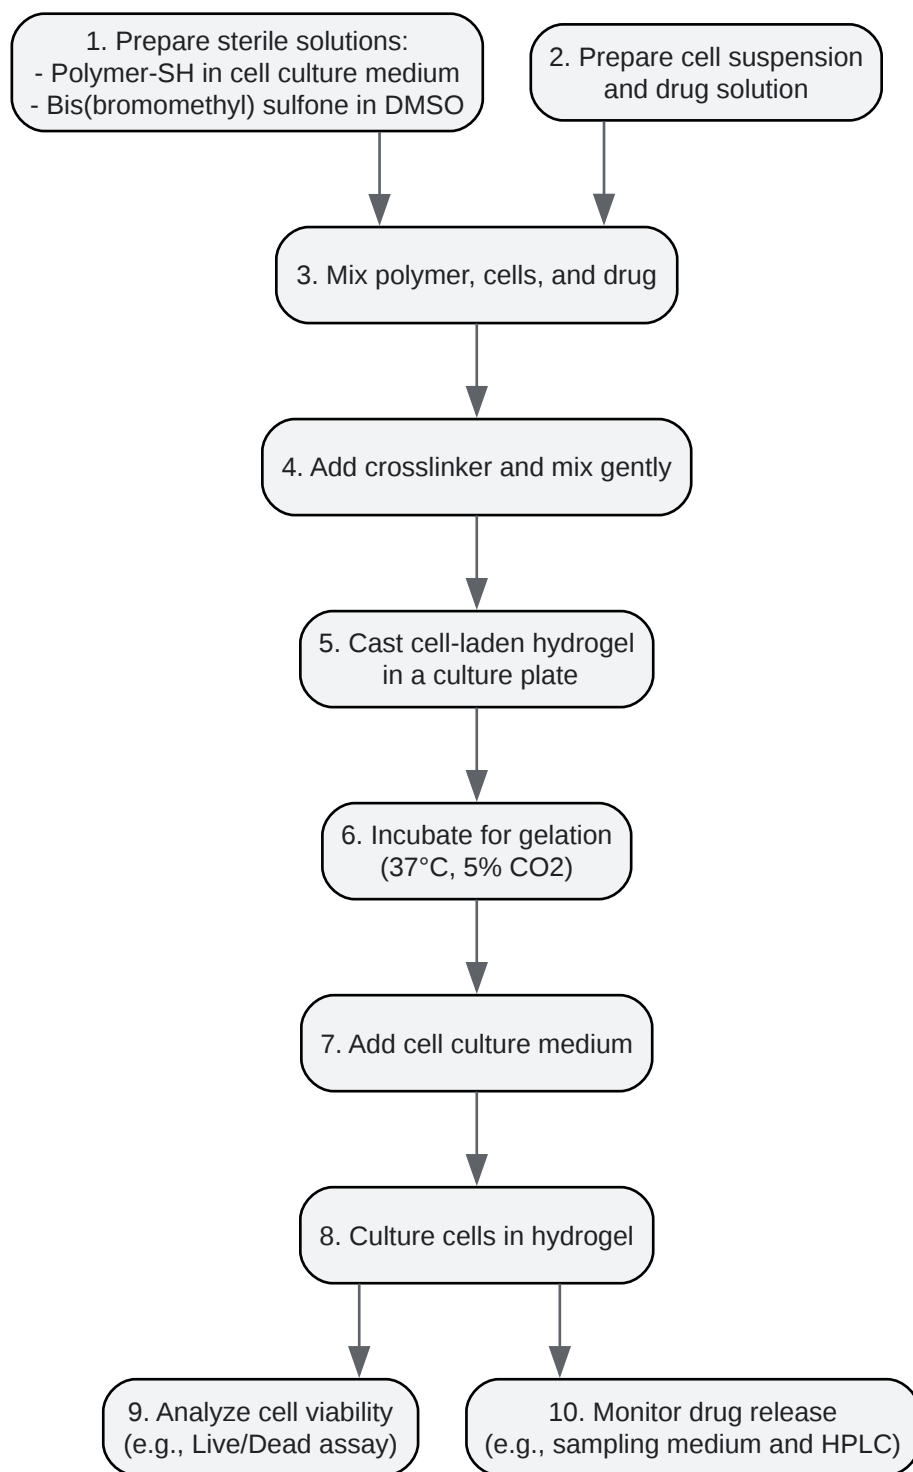 1. Prepare sterile solutions:
- Polymer-SH in cell culture medium
- Bis(bromomethyl) sulfone in DMSO
2. Prepare cell suspension
and drug solution
3. Mix polymer, cells, and drug
4. Add crosslinker and mix gently
5. Cast cell-laden hydrogel
in a culture plate
6. Incubate for gelation
(37°C, 5% CO2)
7. Add cell culture medium
8. Culture cells in hydrogel
9. Analyze cell viability
(e.g., Live/Dead assay)
10. Monitor drug release
(e.g., sampling medium and HPLC)